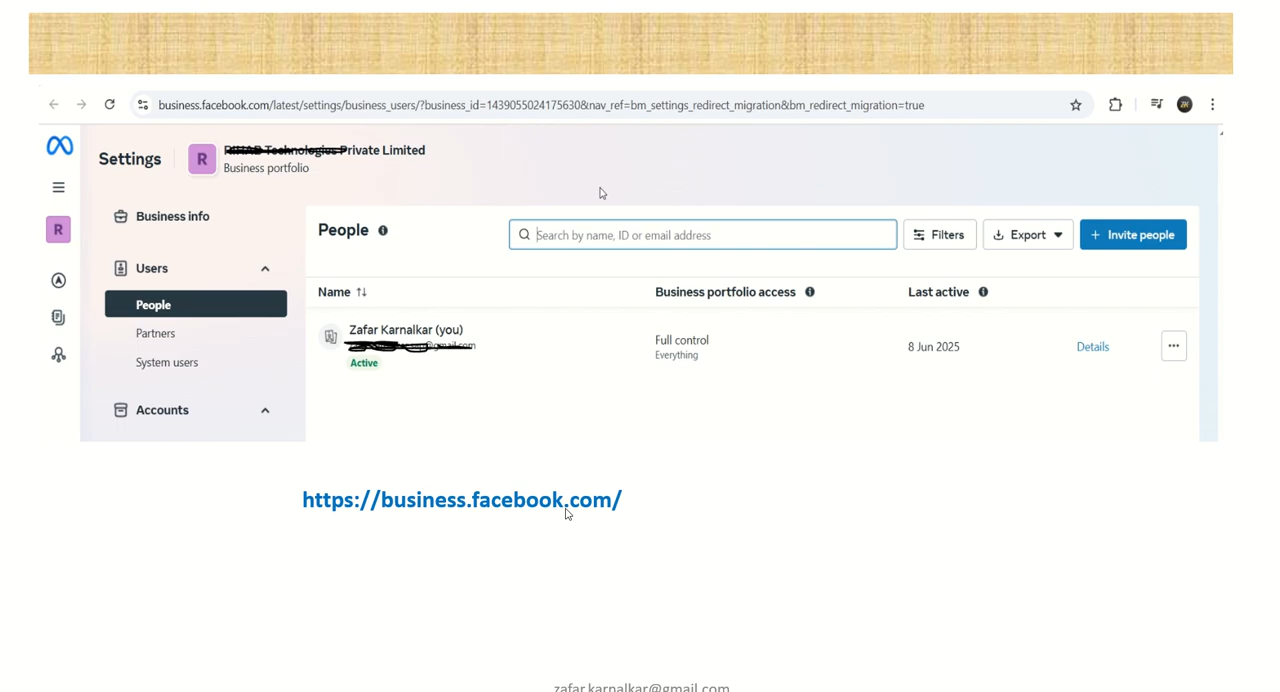 business.facebook.com/latest/settings/business_users/?business_id=1439055024175630&nav_ref=bm_settings_redirect_migration&bm_redirect_migration=true
ZK
Settings
R
Private Limited
Business portfolio
R
Business info
Users
People
Partners
System users
Accounts
People
Search by name, ID or email address
Filters
Export
+ Invite people
Name
Business portfolio access
Last active
Zafar Karnalkar (you)
Active
Full control
Everything
8 Jun 2025
Details
https://business.facebook.com/
zafar.karnalkar@gmail.com